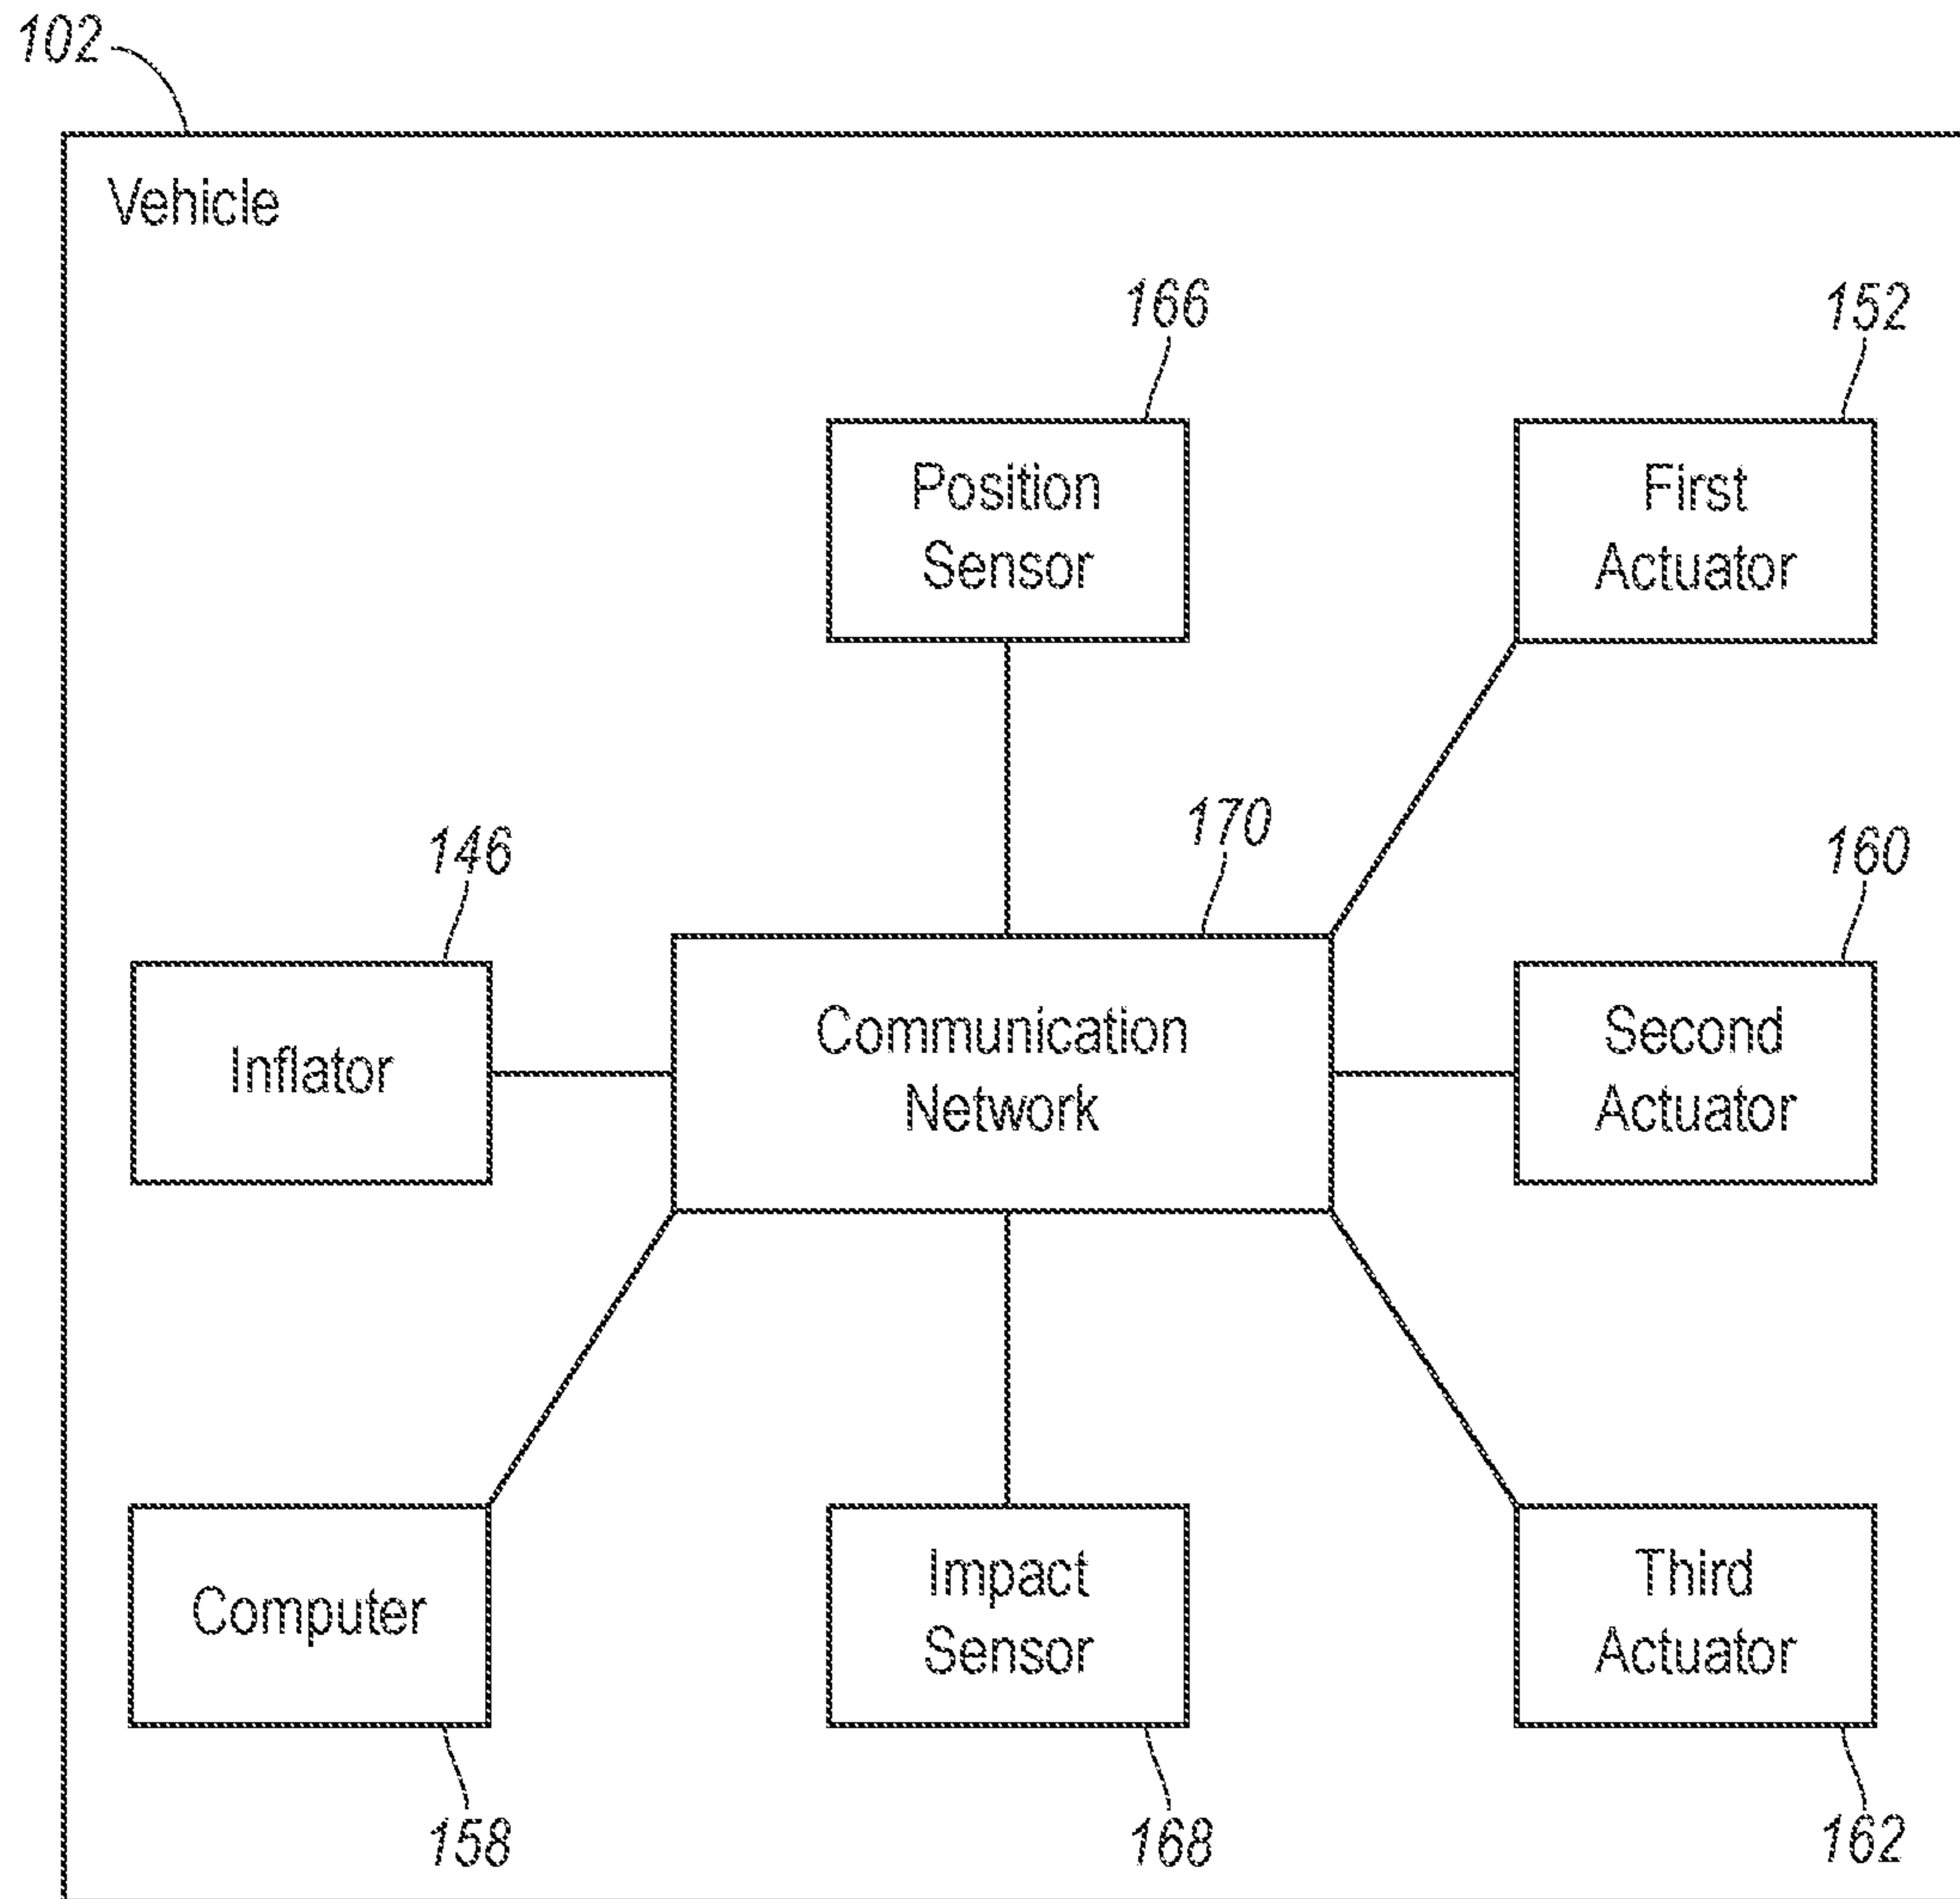 102
Vehicle
166
152
Position
Sensor
First
Actuator
146
170
160
Inflator
Communication
Network
Second
Actuator
Computer
Impact
Sensor
Third
Actuator
158
168
162